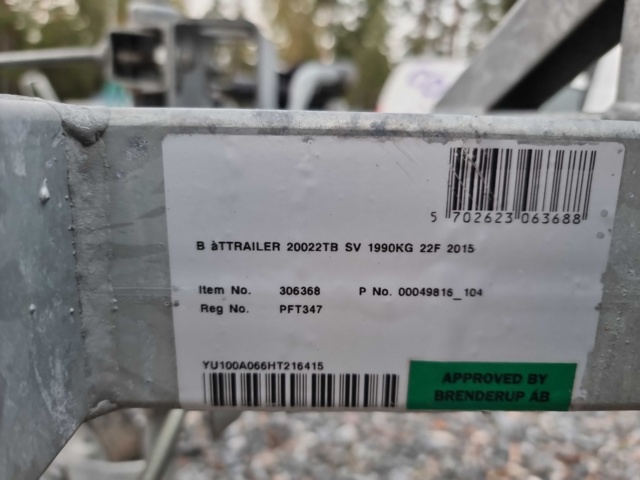 5 702623 063688
B àTTRAILER 20022TB SV 1990KG 22F 2015
Item No. 306368 P No. 00049816_104
Reg No. PFT347
YU100A066HT216415
APPROVED BY
BRENDERUP AB